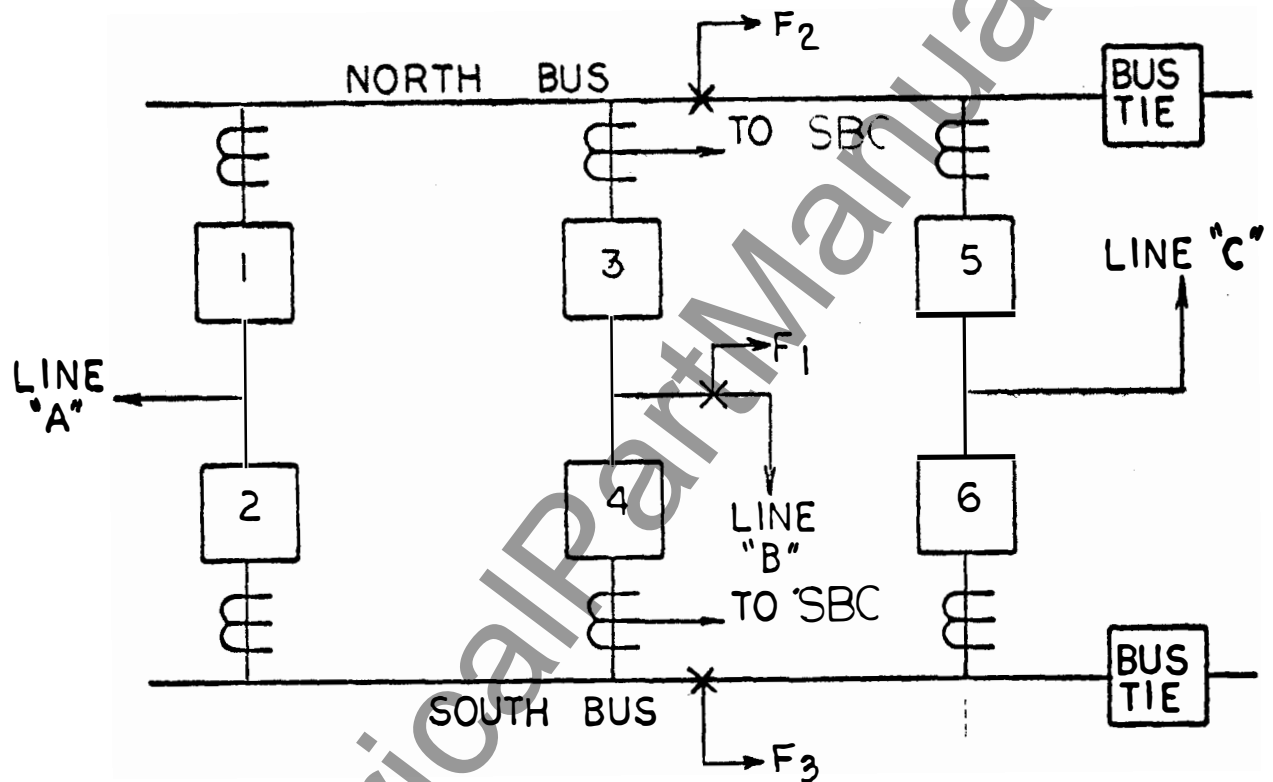 F2
NORTH BUS
BUS TIE
TO SBC
1
3
5
LINE "C"
F1
LINE "A"
2
4
6
LINE "B"
TO SBC
BUS TIE
SOUTH BUS
F3
ricalPartManua